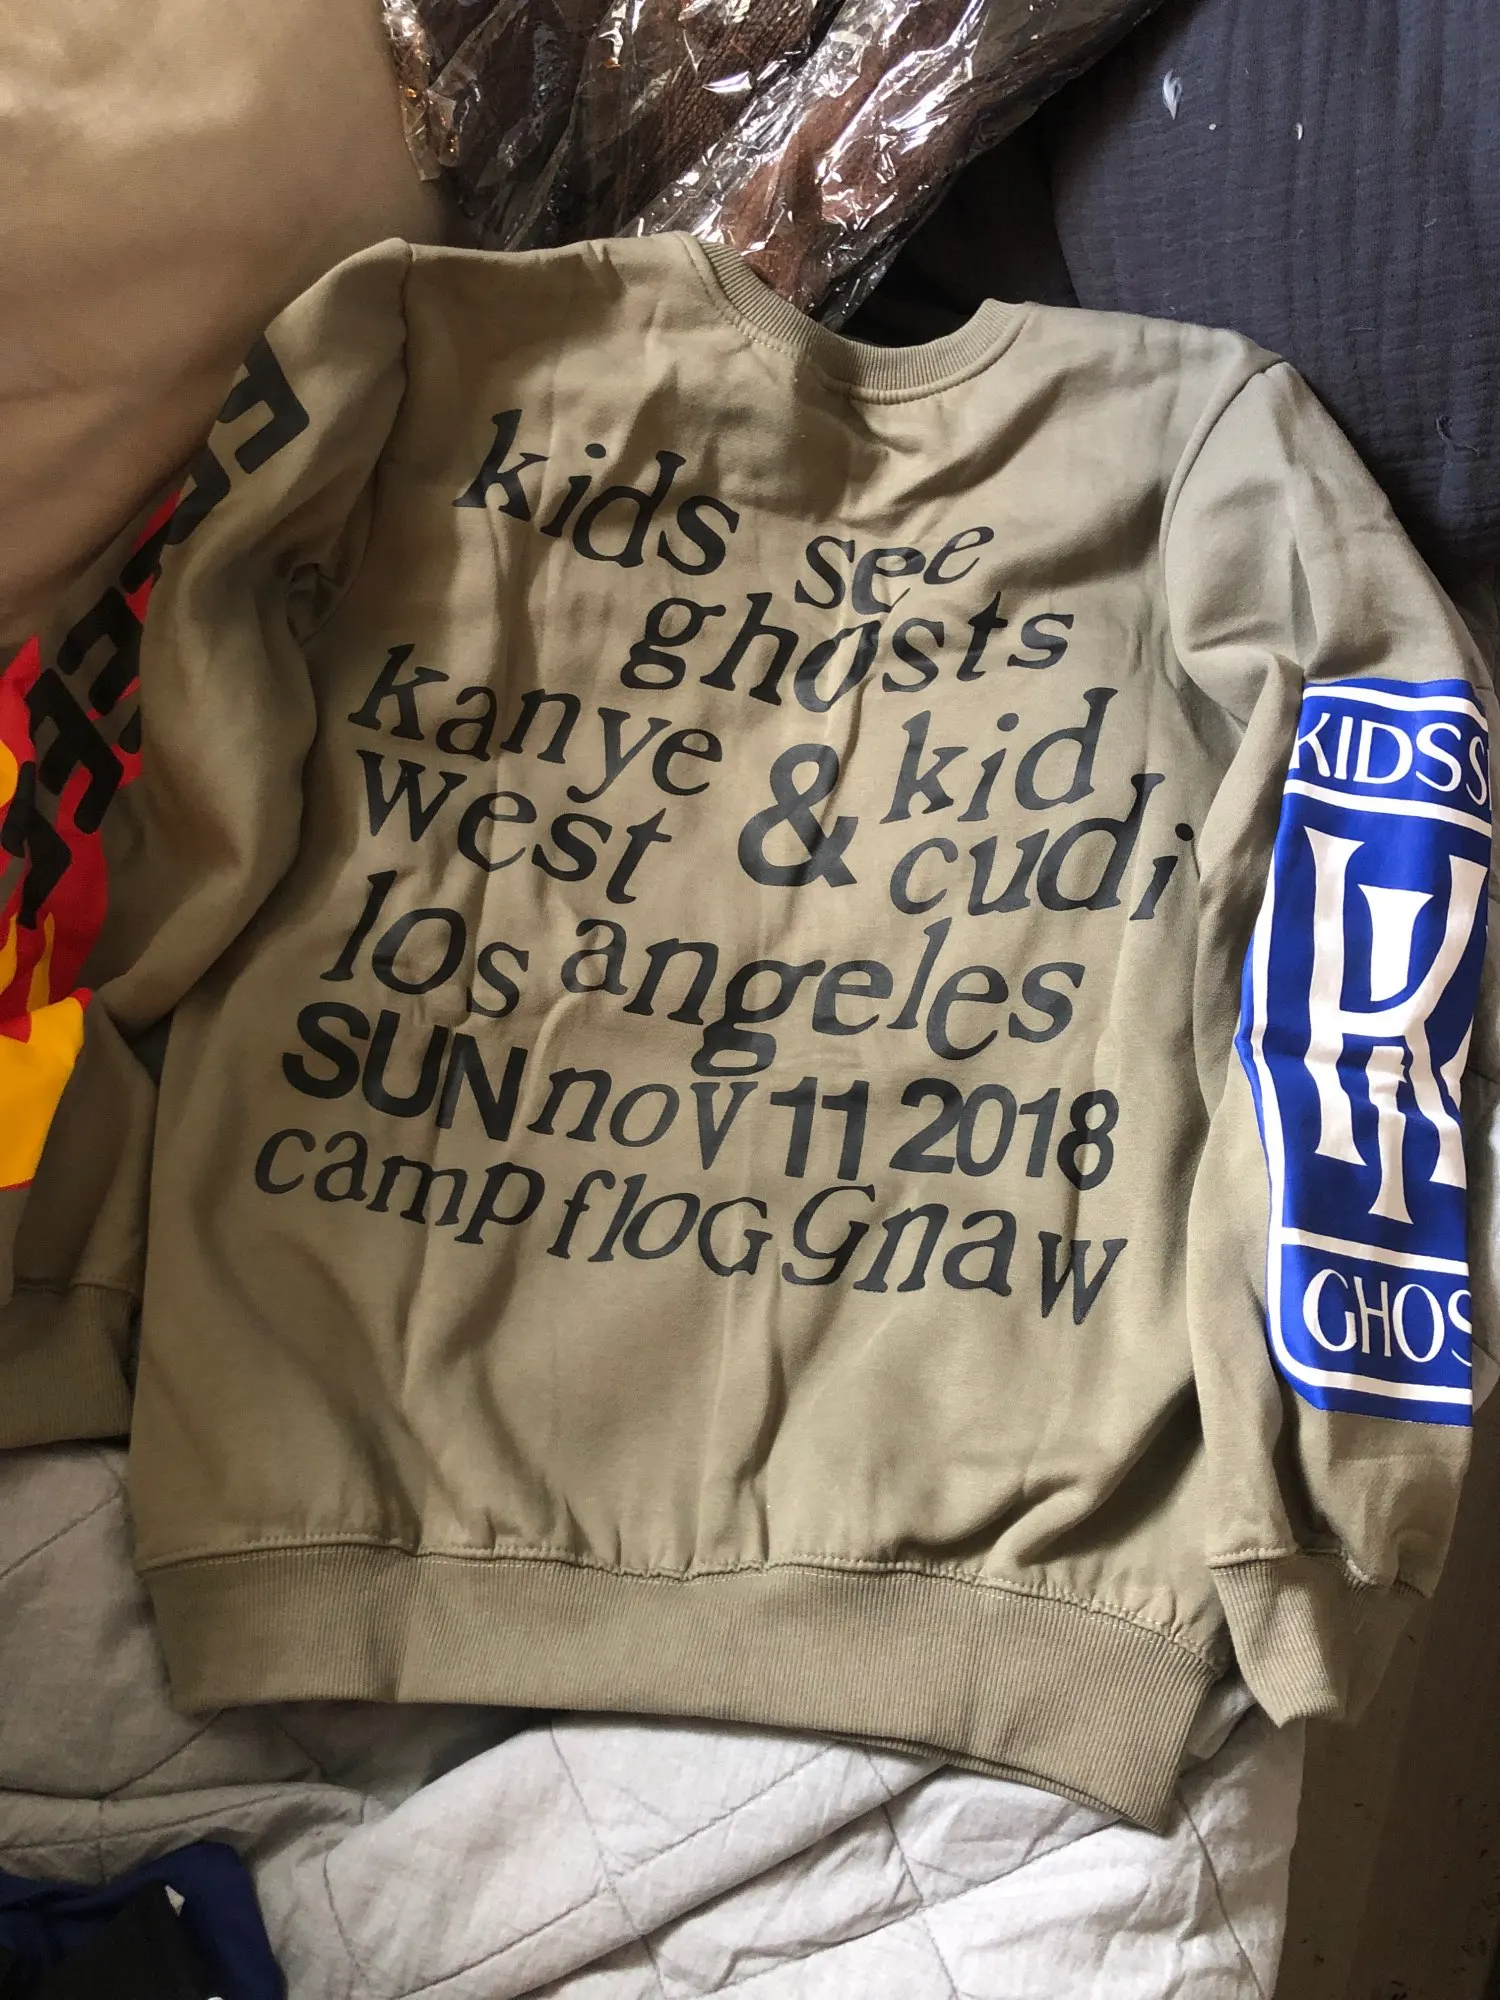 kids see
ghosts
kanye & kid
west cudi
los angeles
SUN nov 11 2018
camp floG Gnaw
KIDS S
GHOS